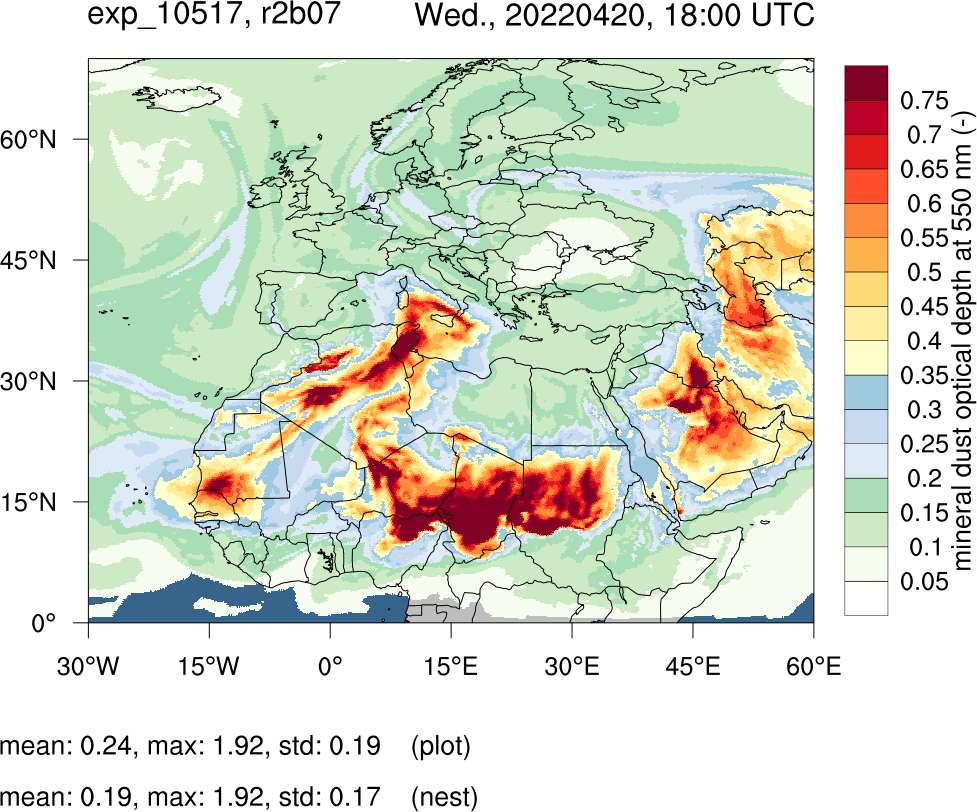 exp_10517, r2b07 Wed., 20220420, 18:00 UTC
60°N
45°N
30°N
15°N
0°
30°W 15°W 0° 15°E 30°E 45°E 60°E
0.75
0.7
0.65
0.6
0.55
0.5
0.45
0.4
0.35
0.3
0.25
0.2
0.15
0.1
0.05
mineral dust optical depth at 550 nm (-)
mean: 0.24, max: 1.92, std: 0.19 (plot)
mean: 0.19, max: 1.92, std: 0.17 (nest)